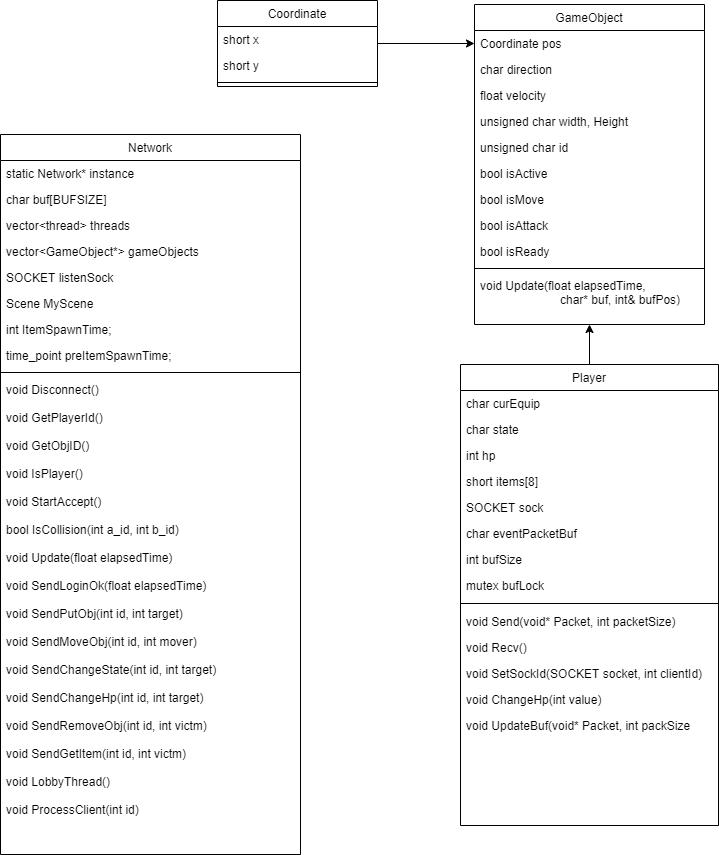 Coordinate
short x
short y
GameObject
Coordinate pos
char direction
float velocity
unsigned char width, Height
unsigned char id
bool isActive
bool isMove
bool isAttack
bool isReady
void Update(float elapsedTime,
char* buf, int& bufPos)
Network
static Network* instance
char buf[BUFSIZE]
vector<thread> threads
vector<GameObject*> gameObjects
SOCKET listenSock
Scene MyScene
int ItemSpawnTime;
time_point preItemSpawnTime;
void Disconnect()
void GetPlayerId()
void GetObjID()
void IsPlayer()
void StartAccept()
bool IsCollision(int a_id, int b_id)
void Update(float elapsedTime)
void SendLoginOk(float elapsedTime)
void SendPutObj(int id, int target)
void SendMoveObj(int id, int mover)
void SendChangeState(int id, int target)
void SendChangeHp(int id, int target)
void SendRemoveObj(int id, int victm)
void SendGetItem(int id, int victm)
void LobbyThread()
void ProcessClient(int id)
Player
char curEquip
char state
int hp
short items[8]
SOCKET sock
char eventPacketBuf
int bufSize
mutex bufLock
void Send(void* Packet, int packetSize)
void Recv()
void SetSockId(SOCKET socket, int clientId)
void ChangeHp(int value)
void UpdateBuf(void* Packet, int packSize